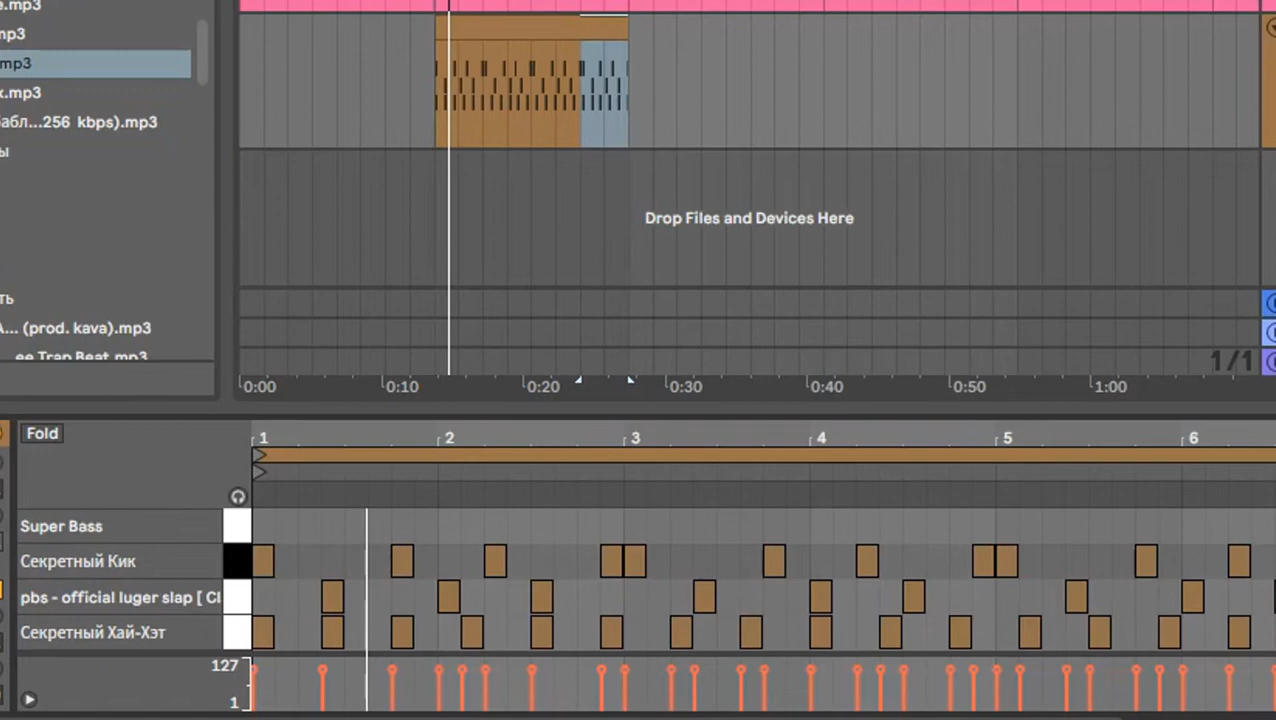 e.mp3
mp3
.mp3
x.mp3
абл...256 kbps).mp3
ы
Drop Files and Devices Here
ть
A... (prod. kava).mp3
ee Trap Beat.mp3
1/1
0:00 0:10 0:20 0:30 0:40 0:50 1:00
Fold
1 2 3 4 5 6
Super Bass
Секретный Кик
pbs - official luger slap [ Cl
Секретный Хай-Хэт
127
1